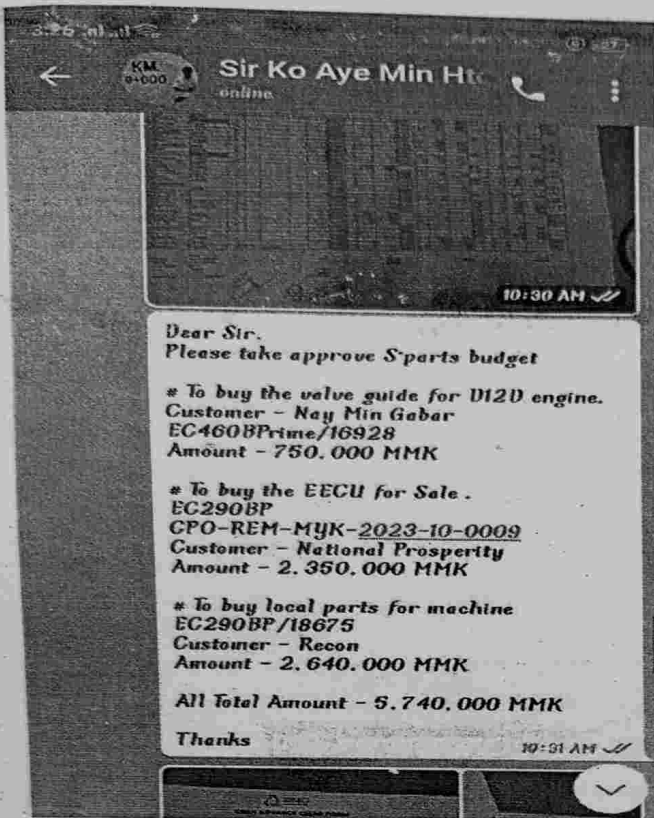 KM.
0+000
Sir Ko Aye Min Ht
online
10:30 AM
Dear Sir.
Please take approve S'parts budget
# To buy the valve guide for D12D engine.
Customer - Nay Min Gabar
EC460BPrime/16928
Amount - 750.000 MMK
# To buy the EECU for Sale .
EC290BP
CPO-REM-MYK-2023-10-0009
Customer - National Prosperity
Amount - 2.350.000 MMK
# To buy local parts for machine
EC290BP/18675
Customer - Recon
Amount - 2.640.000 MMK
All Total Amount - 5.740.000 MMK
Thanks
10:31 AM